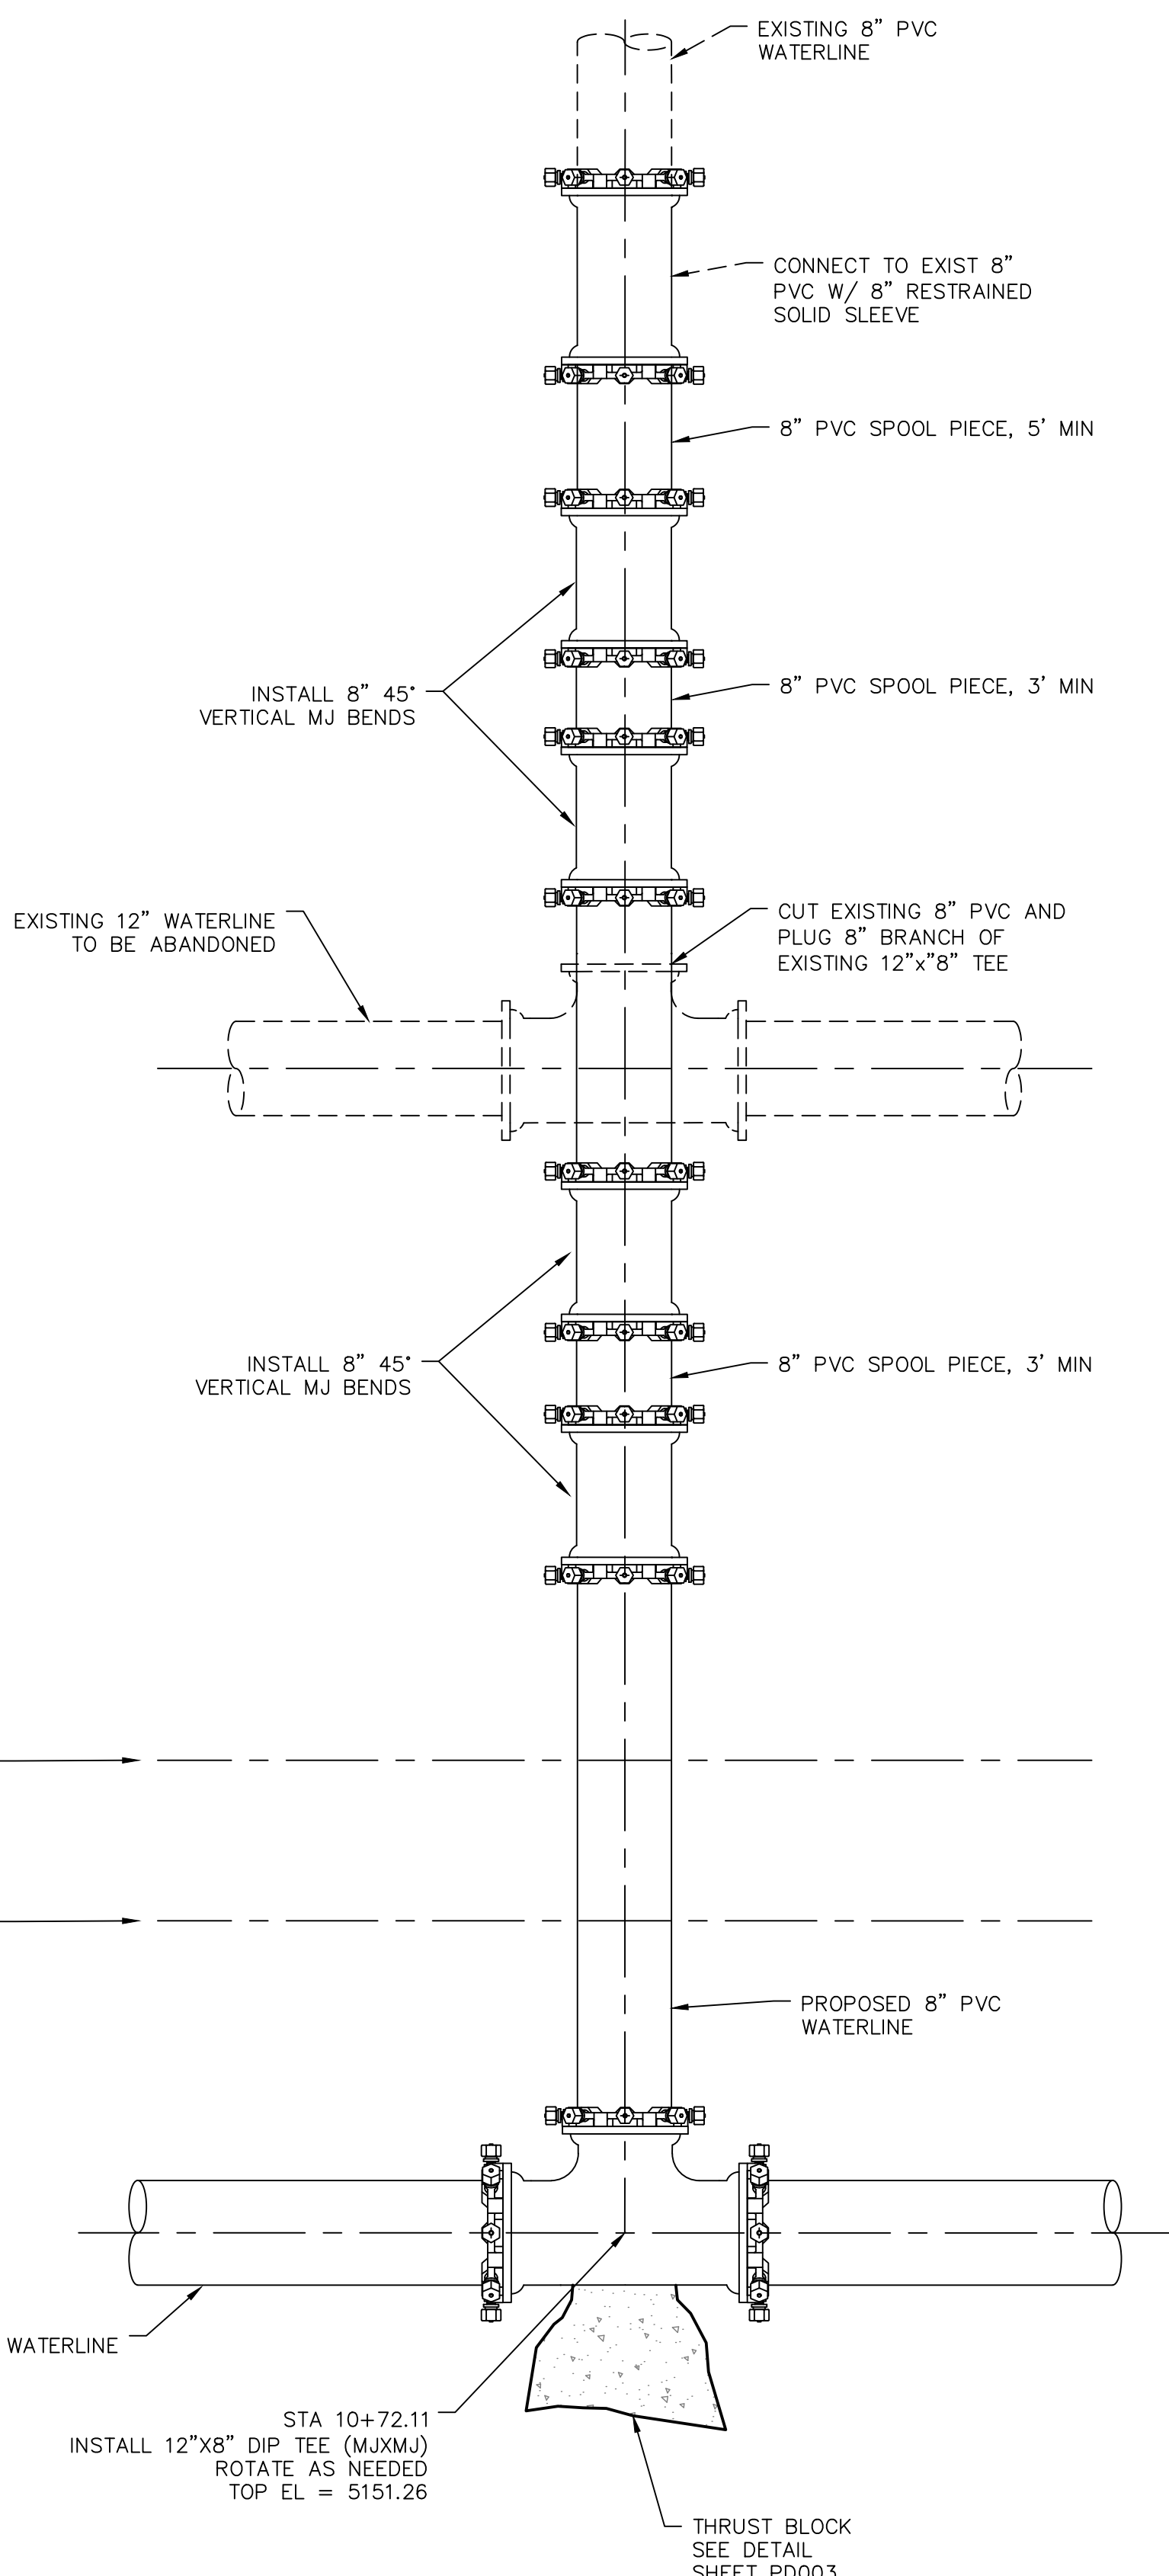 EXISTING 8" PVC
WATERLINE
CONNECT TO EXIST 8"
PVC W/ 8" RESTRAINED
SOLID SLEEVE
8" PVC SPOOL PIECE, 5' MIN
INSTALL 8" 45°
VERTICAL MJ BENDS
8" PVC SPOOL PIECE, 3' MIN
EXISTING 12" WATERLINE
TO BE ABANDONED
CUT EXISTING 8" PVC AND
PLUG 8" BRANCH OF
EXISTING 12"x"8" TEE
INSTALL 8" 45°
VERTICAL MJ BENDS
8" PVC SPOOL PIECE, 3' MIN
PROPOSED 8" PVC
WATERLINE
WATERLINE
STA 10+72.11
INSTALL 12"X8" DIP TEE (MJXMJ)
ROTATE AS NEEDED
TOP EL = 5151.26
THRUST BLOCK
SEE DETAIL
SHEET PD003